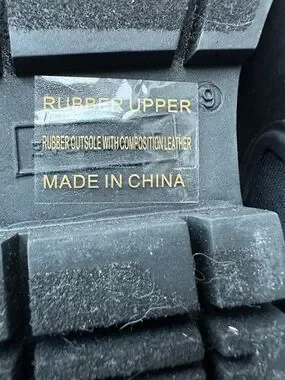 RUBBER UPPER
RUBBER OUTSOLE WITH COMPOSITION LEATHER
MADE IN CHINA
9